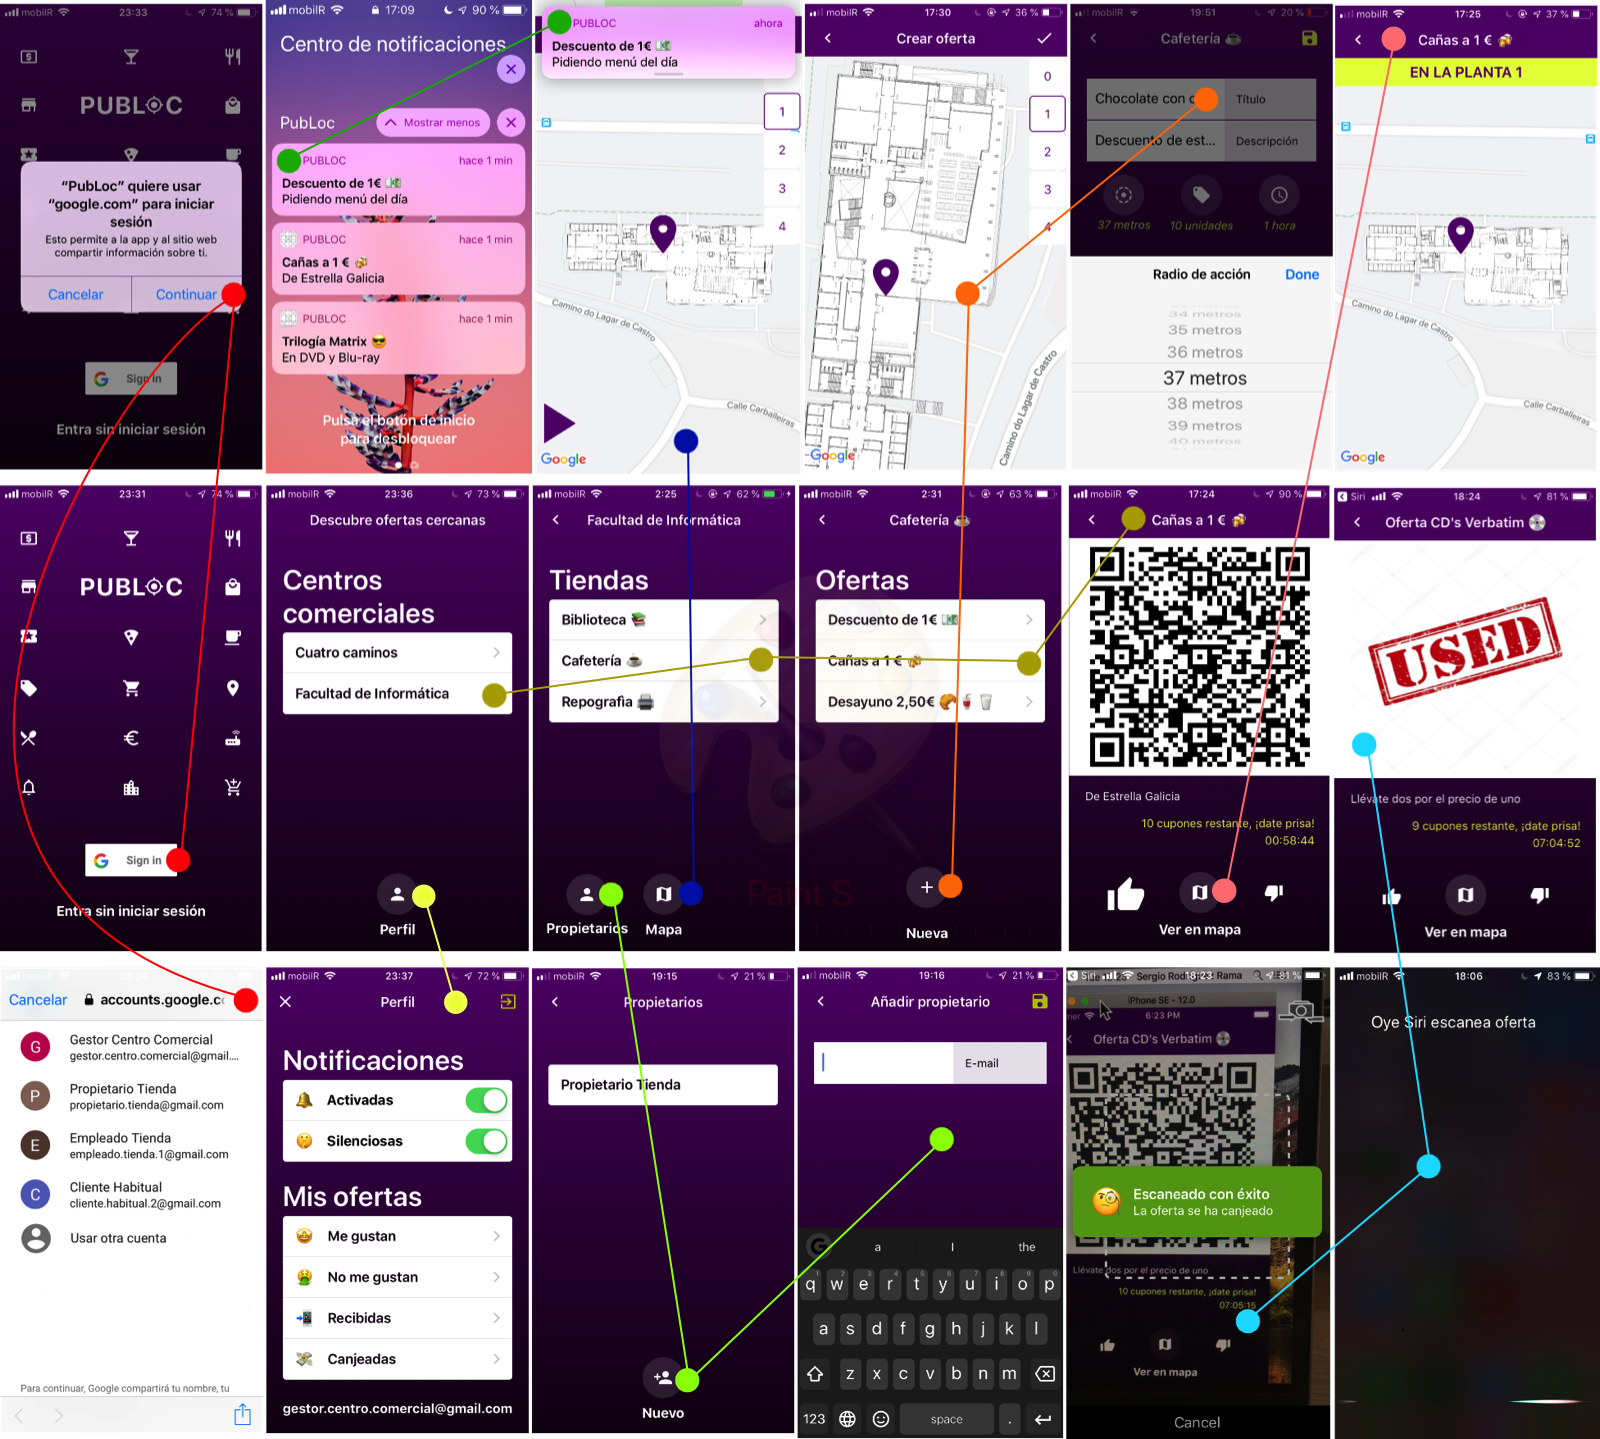 mobilR 23:33 74 %
PUBLOC
“PubLoc” quiere usar
“google.com” para iniciar
sesión
Esto permite a la app y al sitio web
compartir información sobre ti.
Cancelar
Continuar
Sign in
Entra sin iniciar sesión
mobilR 17:09 90 %
Centro de notificaciones
PubLoc
Mostrar menos
PUBLOC hace 1 min
Descuento de 1€ 💵
Pidiendo menú del día
PUBLOC hace 1 min
Cañas a 1 € 🍻
De Estrella Galicia
PUBLOC hace 1 min
Trilogía Matrix 😎
En DVD y Blu-ray
Pulsa el botón de inicio
para desbloquear
PUBLOC ahora
Descuento de 1€ 💵
Pidiendo menú del día
1
2
3
4
Camino do Lagar de Castro
Calle Carballeiras
Google
17:30 36 %
Crear oferta
0
1
2
3
4
Camino do Lagar de Castro
Google
mobilR 19:51 20 %
Cafetería ☕
Chocolate con c Título
Descuento de est... Descripción
37 metros
10 unidades
1 hora
Radio de acción
Done
34 metros
35 metros
36 metros
37 metros
38 metros
39 metros
40 metros
mobilR 17:25 37 %
Cañas a 1 € 🍻
EN LA PLANTA 1
Camino do Lagar de Castro
Calle Carballeiras
Google
mobilR 23:31 74 %
PUBLOC
Sign in
Entra sin iniciar sesión
mobilR 23:36 73 %
Descubre ofertas cercanas
Centros
comerciales
Cuatro caminos
Facultad de Informática
Perfil
mobilR 2:25 62 %
Facultad de Informática
Tiendas
Biblioteca 📚
Cafetería ☕
Repografia 🖨
Propietarios
Mapa
mobilR 2:31 63 %
Cafetería ☕
Ofertas
Descuento de 1€ 💵
Cañas a 1 € 🍻
Desayuno 2,50€ 🥐🥤🥛
Paint S
Nueva
mobilR 17:24 90 %
Cañas a 1 € 🍻
De Estrella Galicia
10 cupones restante, ¡date prisa!
00:58:44
Ver en mapa
Siri 18:24 81 %
Oferta CD's Verbatim 💿
USED
Llévate dos por el precio de uno
9 cupones restante, ¡date prisa!
07:04:52
Ver en mapa
Cancelar
accounts.google.c
G
Gestor Centro Comercial
gestor.centro.comercial@gmail....
P
Propietario Tienda
propietario.tienda@gmail.com
E
Empleado Tienda
empleado.tienda.1@gmail.com
C
Cliente Habitual
cliente.habitual.2@gmail.com
Usar otra cuenta
Para continuar, Google compartirá tu nombre, tu
mobilR 23:37 72 %
Perfil
Notificaciones
🔔 Activadas
🤫 Silenciosas
Mis ofertas
🤩 Me gustan
🤮 No me gustan
📲 Recibidas
💸 Canjeadas
gestor.centro.comercial@gmail.com
mobilR 19:15 21 %
Propietarios
Propietario Tienda
Nuevo
mobilR 19:16 21 %
Añadir propietario
E-mail
a I the
q w e r t y u i o p
a s d f g h j k l
z x c v b n m
123 space .
Siri 18:23 81 %
Sergio Rodríguez Rama
iPhone SE - 12.0
6:23 PM
Oferta CD's Verbatim 💿
Escaneado con éxito
La oferta se ha canjeado
Llévate dos por el precio de uno
10 cupones restante, ¡date prisa!
07:05:15
Ver en mapa
Cancel
mobilR 18:06 83 %
Oye Siri escanea oferta